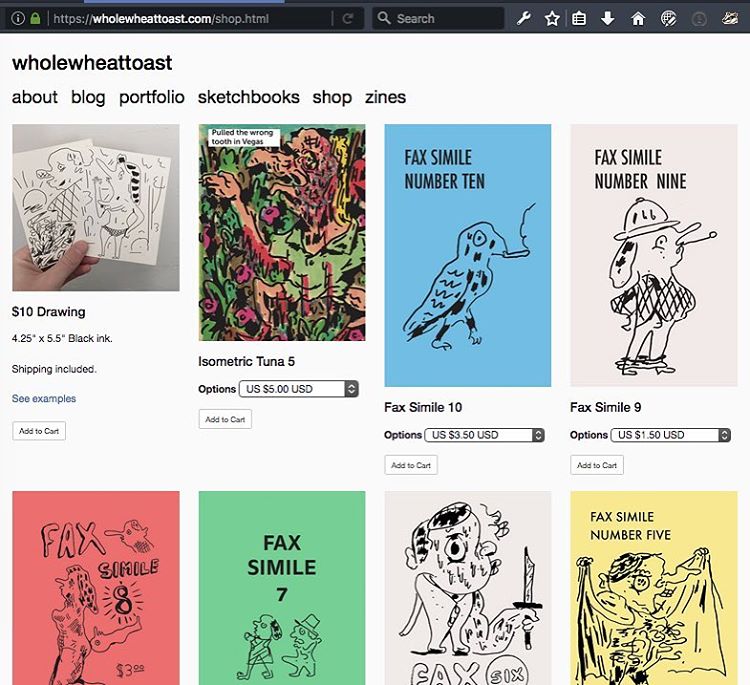 https://wholewheattoast.com/shop.html
Search
wholewheattoast
about blog portfolio sketchbooks shop zines
Pulled the wrong
tooth in Vegas
FAX SIMILE
NUMBER TEN
FAX SIMILE
NUMBER NINE
$10 Drawing
4.25" x 5.5" Black ink.
Shipping included.
See examples
Add to Cart
Isometric Tuna 5
Options US $5.00 USD
Add to Cart
Fax Simile 10
Options US $3.50 USD
Add to Cart
Fax Simile 9
Options US $1.50 USD
Add to Cart
FAX
SIMILE
8
$3.00
FAX
SIMILE
7
FAX SIX
FAX SIMILE
NUMBER FIVE